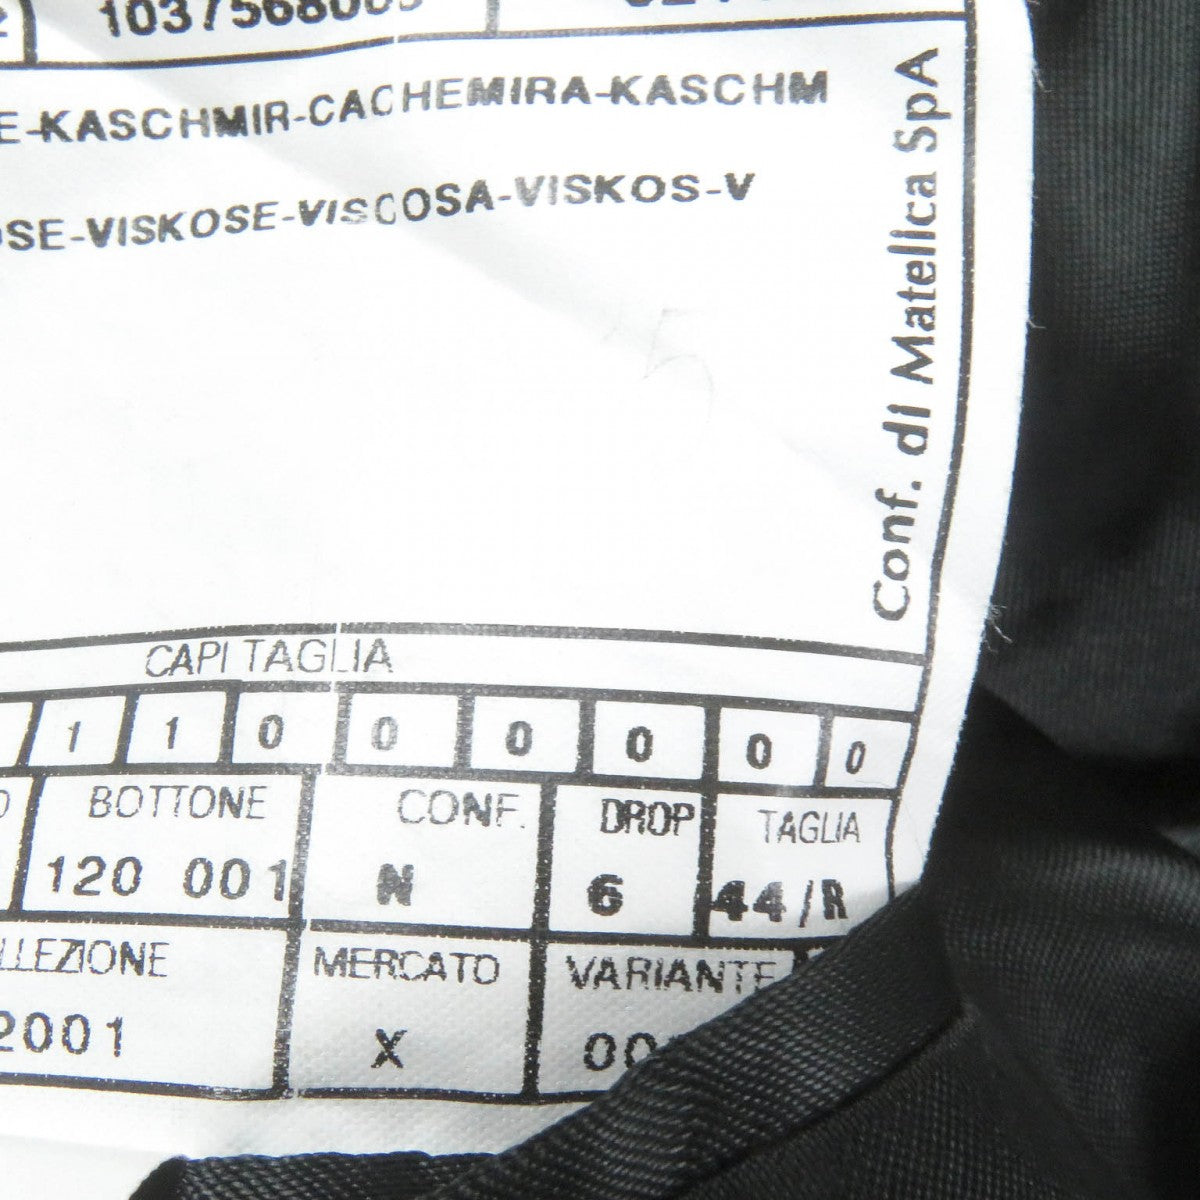 E-KASCHMIR-CACHEMIRA-KASCHM
OSE-VISKOSE-VISCOSA-VISKOS-V
Conf. di Matelica SpA
CAPI TAGLIA
1 1 0 0 0 0 0 0
BOTTONE CONF. DROP TAGLIA
120 001 N 6 44/R
LLEZIONE MERCATO VARIANTE
2001 X